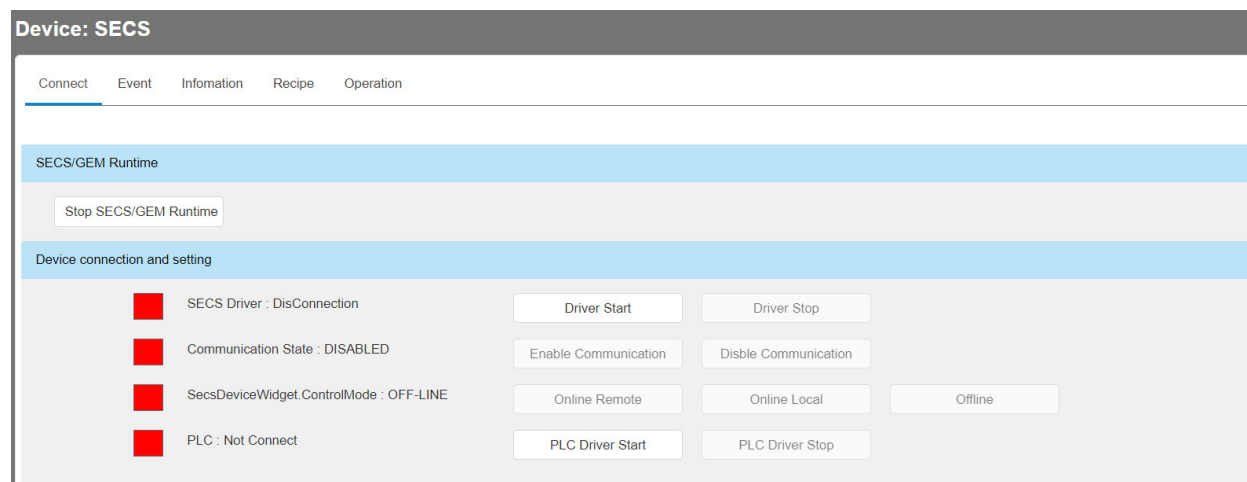 Device: SECS
Connect Event Infomation Recipe Operation
SECS/GEM Runtime
Stop SECS/GEM Runtime
Device connection and setting
SECS Driver : DisConnection Driver Start Driver Stop
Communication State : DISABLED Enable Communication Disble Communication
SecsDeviceWidget.ControlMode : OFF-LINE Online Remote Online Local Offline
PLC : Not Connect PLC Driver Start PLC Driver Stop